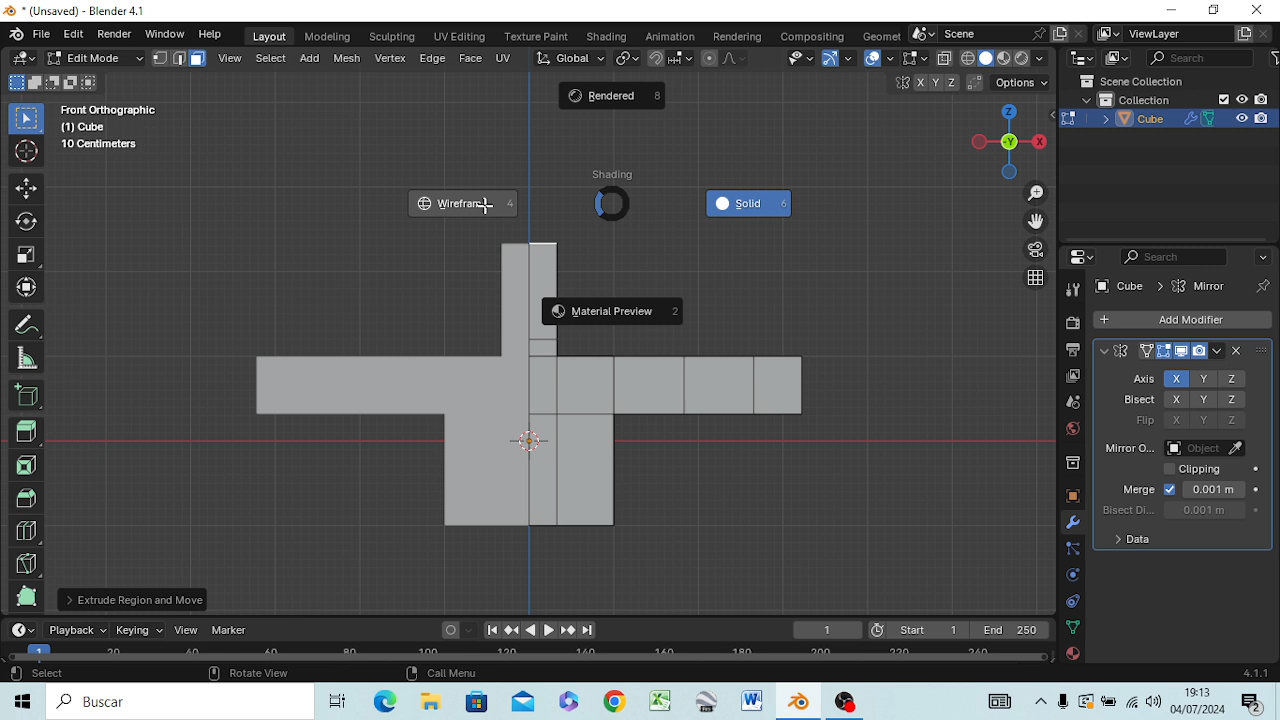 * (Unsaved) - Blender 4.1
File Edit Render Window Help Layout Modeling Sculpting UV Editing Texture Paint Shading Animation Rendering Compositing Geomet Scene ViewLayer
Edit Mode View Select Add Mesh Vertex Edge Face UV Global Search
X Y Z Options
Scene Collection
Collection
Cube
Front Orthographic
(1) Cube
10 Centimeters
Z
-Y
X
Rendered 8
Shading
Wirefram 4
Solid 6
Material Preview 2
Search
Cube Mirror
Add Modifier
Axis X Y Z
Bisect X Y Z
Flip X Y Z
Mirror O... Object
Clipping
Merge 0.001 m
Bisect Di... 0.001 m
Data
Extrude Region and Move
Playback Keying View Marker 1 Start 1 End 250
1 20 40 60 80 100 120 140 160 180 200 220 240
Select Rotate View Call Menu 4.1.1
Buscar
19:13
04/07/2024
2